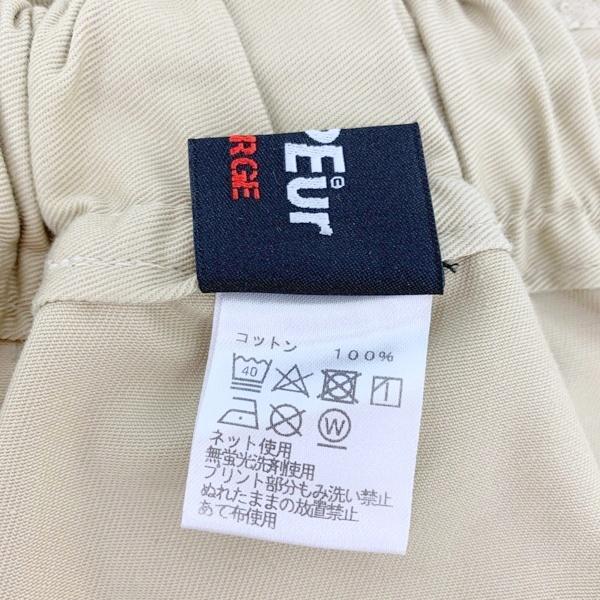 コットン 100%
40
1
W
ネット使用
無蛍光洗剤使用
プリント部分もみ洗い禁止
ぬれたままの放置禁止
あて布使用